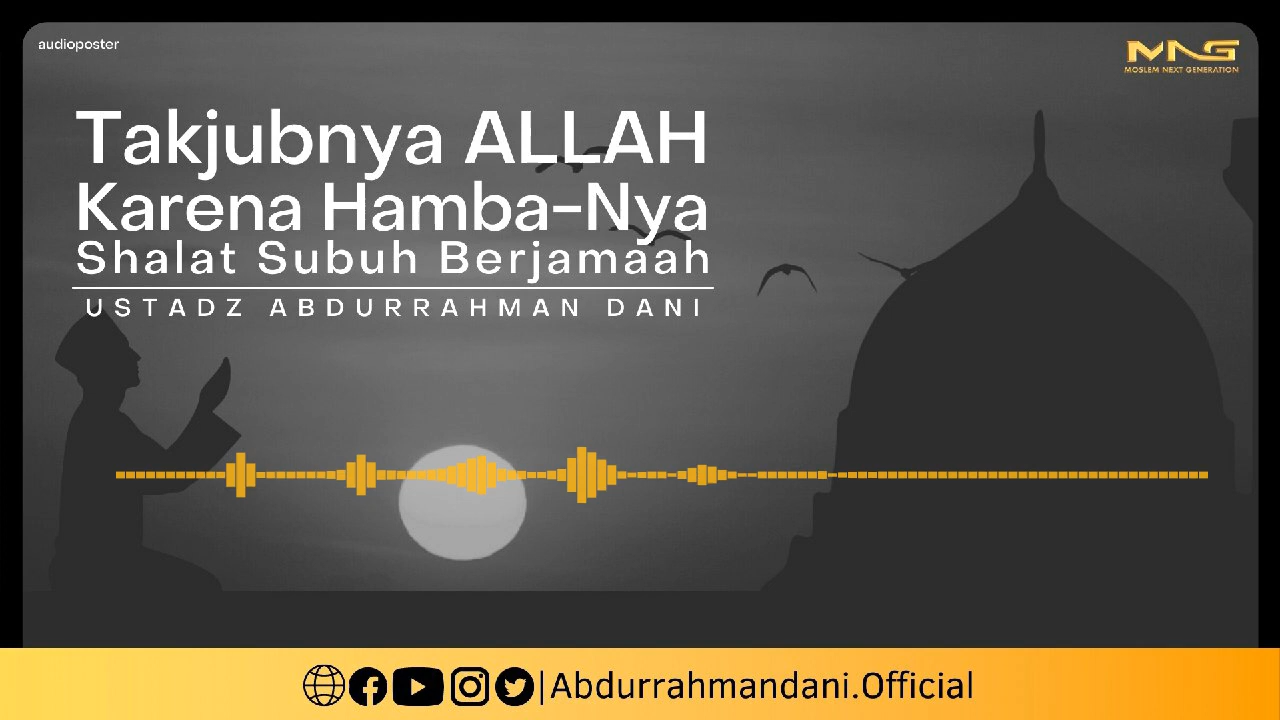 audioposter
MNG
MOSLEM NEXT GENERATION
Takjubnya ALLAH
Karena Hamba-Nya
Shalat Subuh Berjamaah
USTADZ ABDURRAHMAN DANI
|Abdurrahmandani.Official